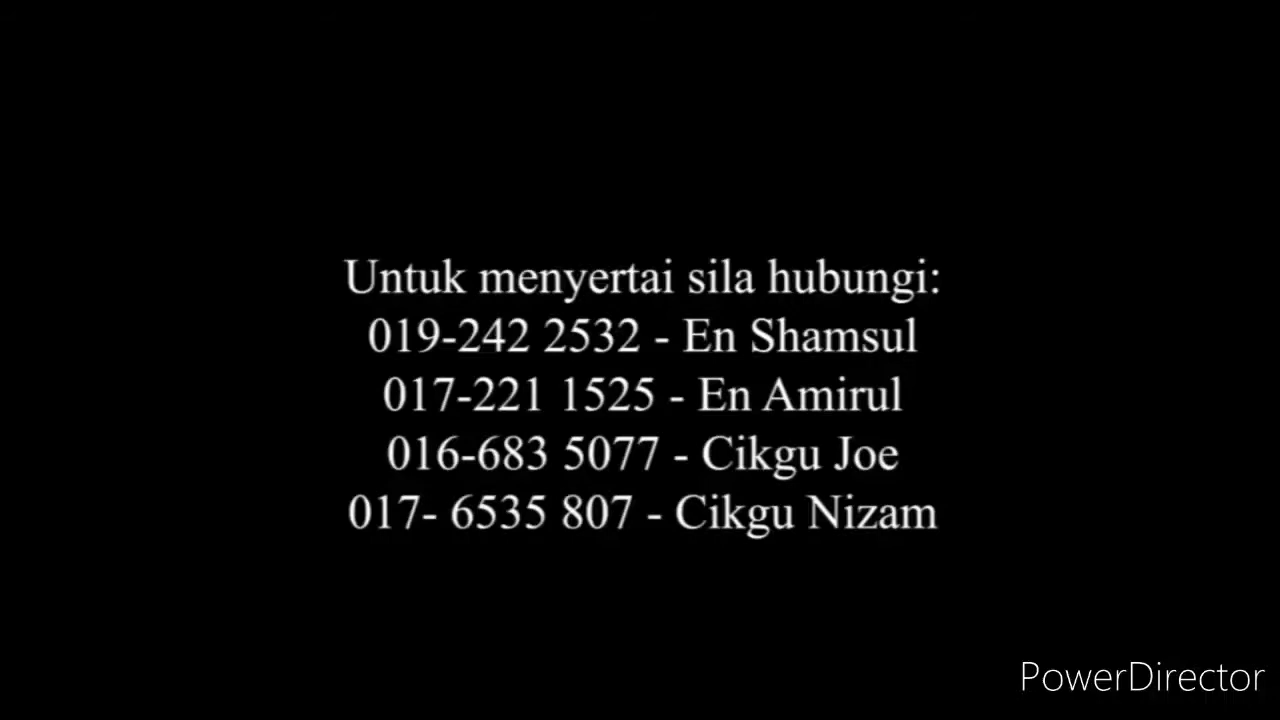 Untuk menyertai sila hubungi:
019-242 2532 - En Shamsul
017-221 1525 - En Amirul
016-683 5077 - Cikgu Joe
017- 6535 807 - Cikgu Nizam
PowerDirector